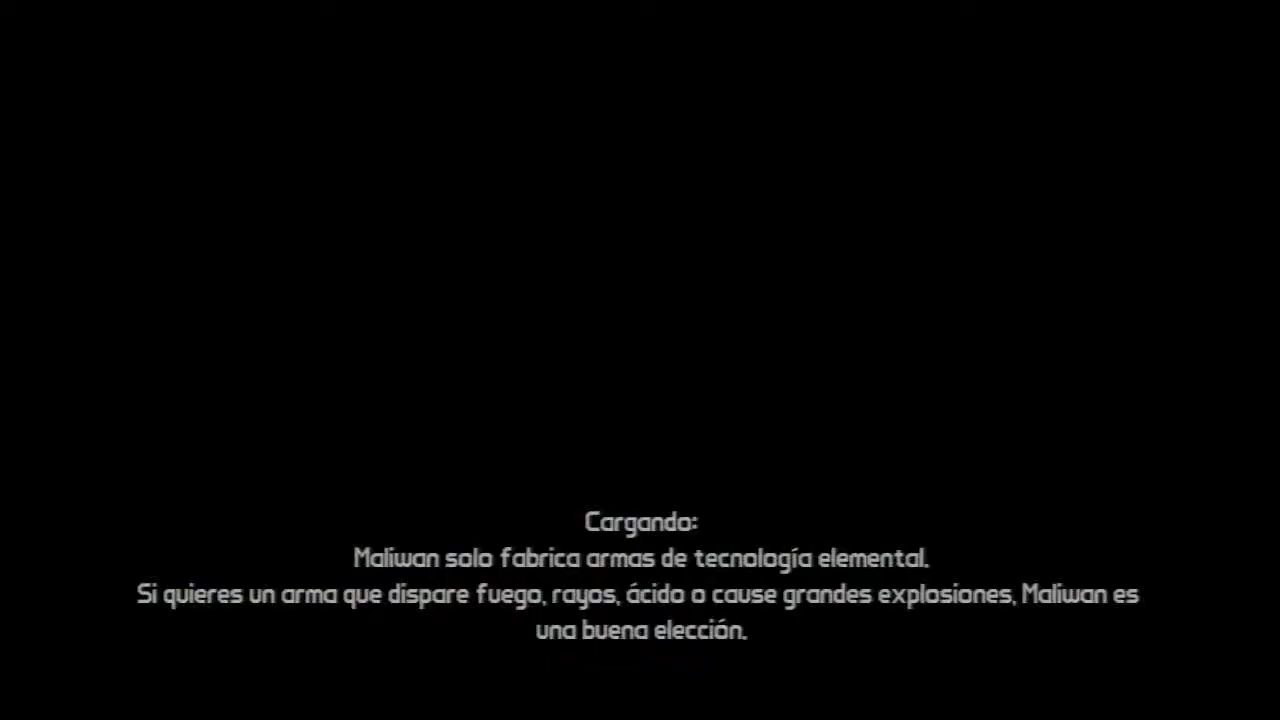 Cargando:
Maliwan solo fabrica armas de tecnología elemental.
Si quieres un arma que dispare fuego, rayos, ácido o cause grandes explosiones, Maliwan es
una buena elección.